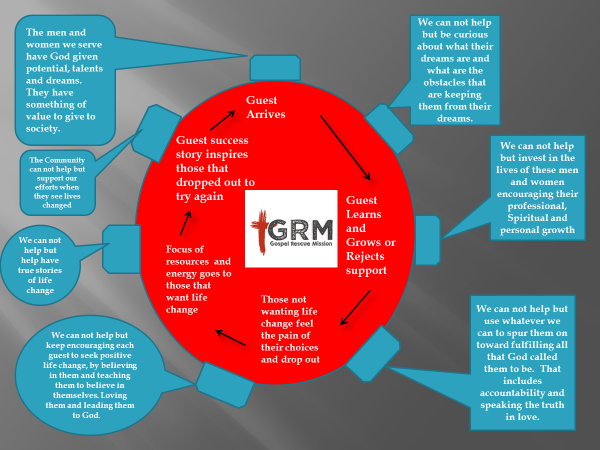 The men and
women we serve
have God given
potential, talents
and dreams.
They have
something of
value to give to
society.
We can not help
but be curious
about what their
dreams are and
what are the
obstacles that
are keeping
them from their
dreams.
The Community
can not help but
support our
efforts when
they see lives
changed
We can not help
but invest in the
lives of these men
and women
encouraging their
professional,
Spiritual and
personal growth
We can not
help but
help have
true stories
of life
change
We can not help but
keep encouraging each
guest to seek positive
life change, by believing
in them and teaching
them to believe in
themselves. Loving
them and leading them
to God.
We can not help but
use whatever we
can to spur them on
toward fulfilling all
that God called
them to be. That
includes
accountability and
speaking the truth
in love.
Guest
Arrives
Guest
Learns
and
Grows or
Rejects
support
Those not
wanting life
change feel
the pain of
their choices
and drop out
Focus of
resources and
energy goes to
those that
want life
change
Guest success
story inspires
those that
dropped out to
try again
GRM
Gospel Rescue Mission